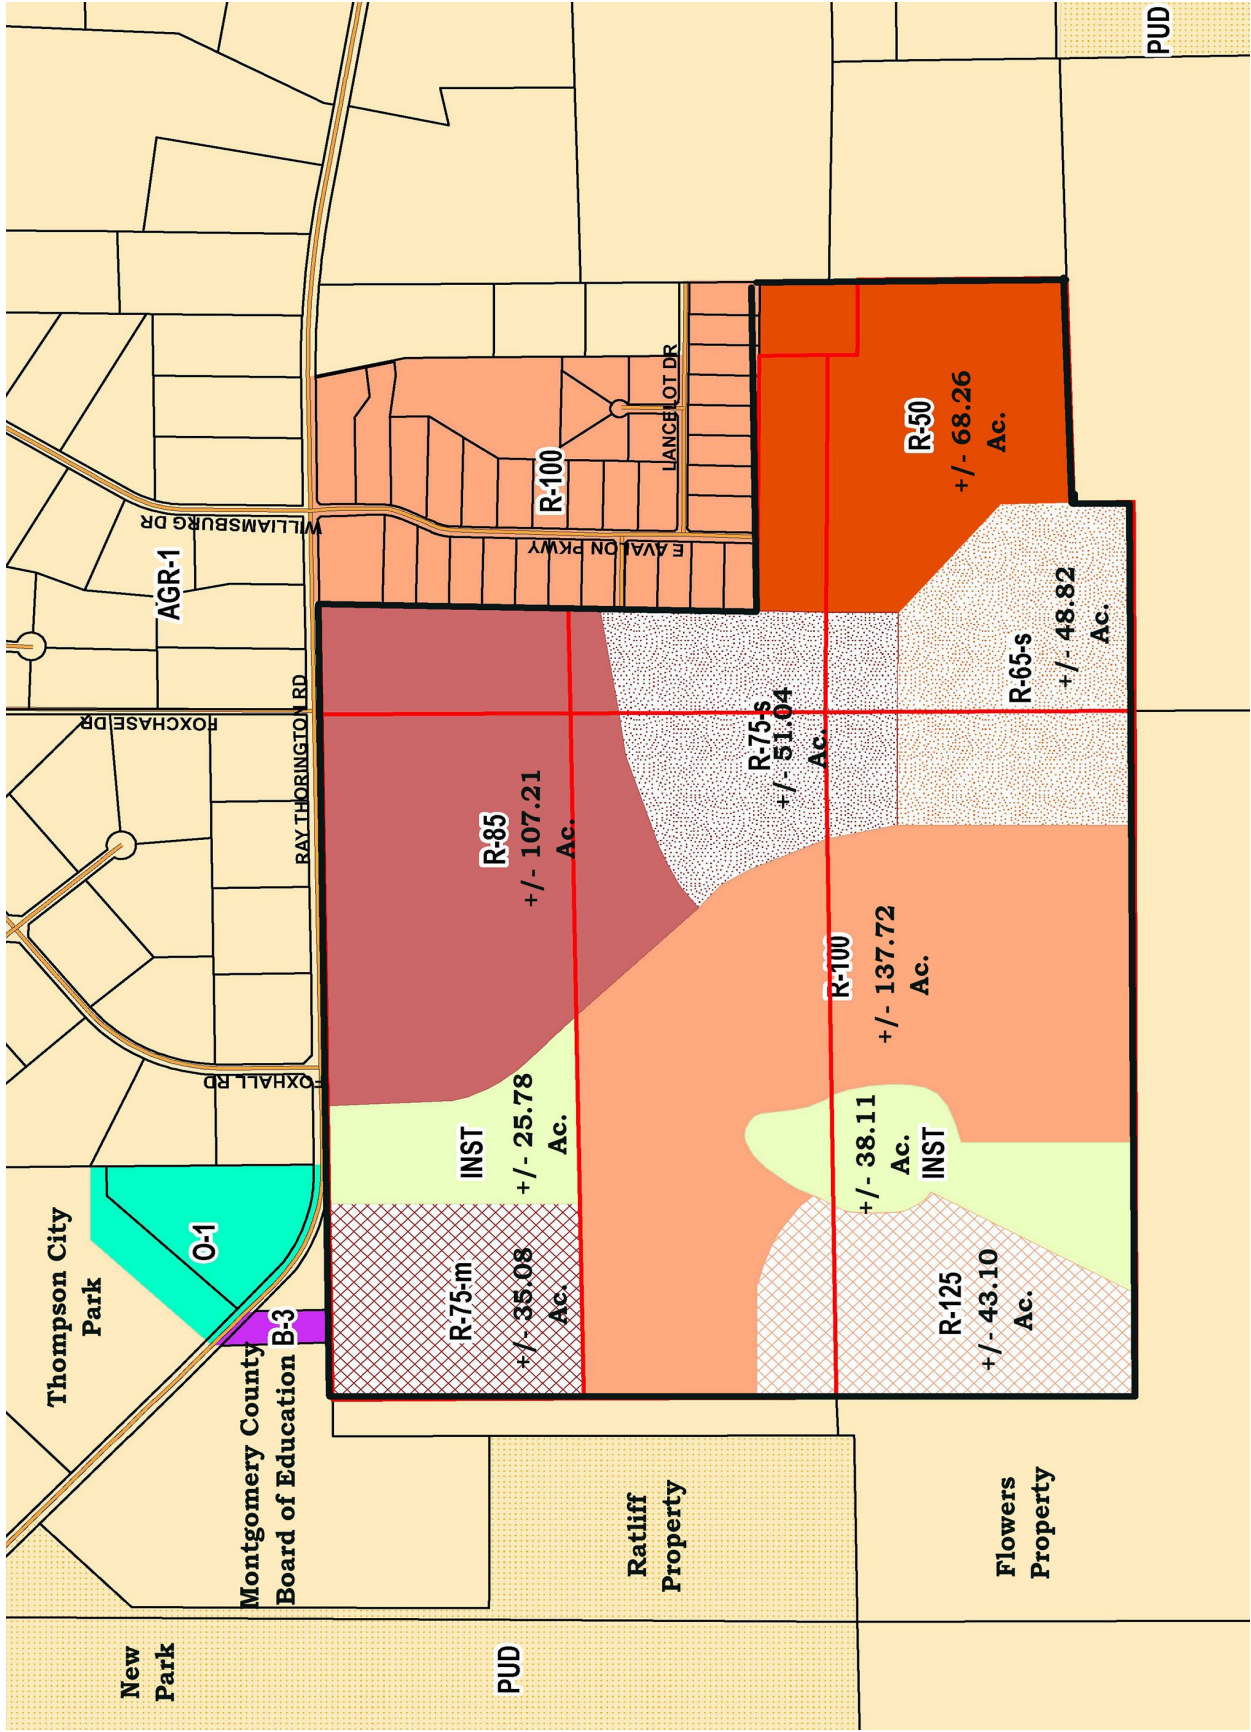 New
Park
PUD
Thompson City
Park
Montgomery County
Board of Education
O-1
B-3
Ratliff
Property
Flowers
Property
FOXHALL RD
RAY THORINGTON RD
FOXCHASE DR
AGR-1
WILLIAMSBURG DR
R-75-m
+/- 35.08
Ac.
INST
+/- 25.78
Ac.
R-85
+/- 107.21
Ac.
R-100
E AVALON PKWY
LANCELOT DR
R-75-s
+/- 51.04
Ac.
R-100
+/- 137.72
Ac.
+/- 38.11
Ac.
INST
R-125
+/- 43.10
Ac.
R-65-s
+/- 48.82
Ac.
R-50
+/- 68.26
Ac.
PUD